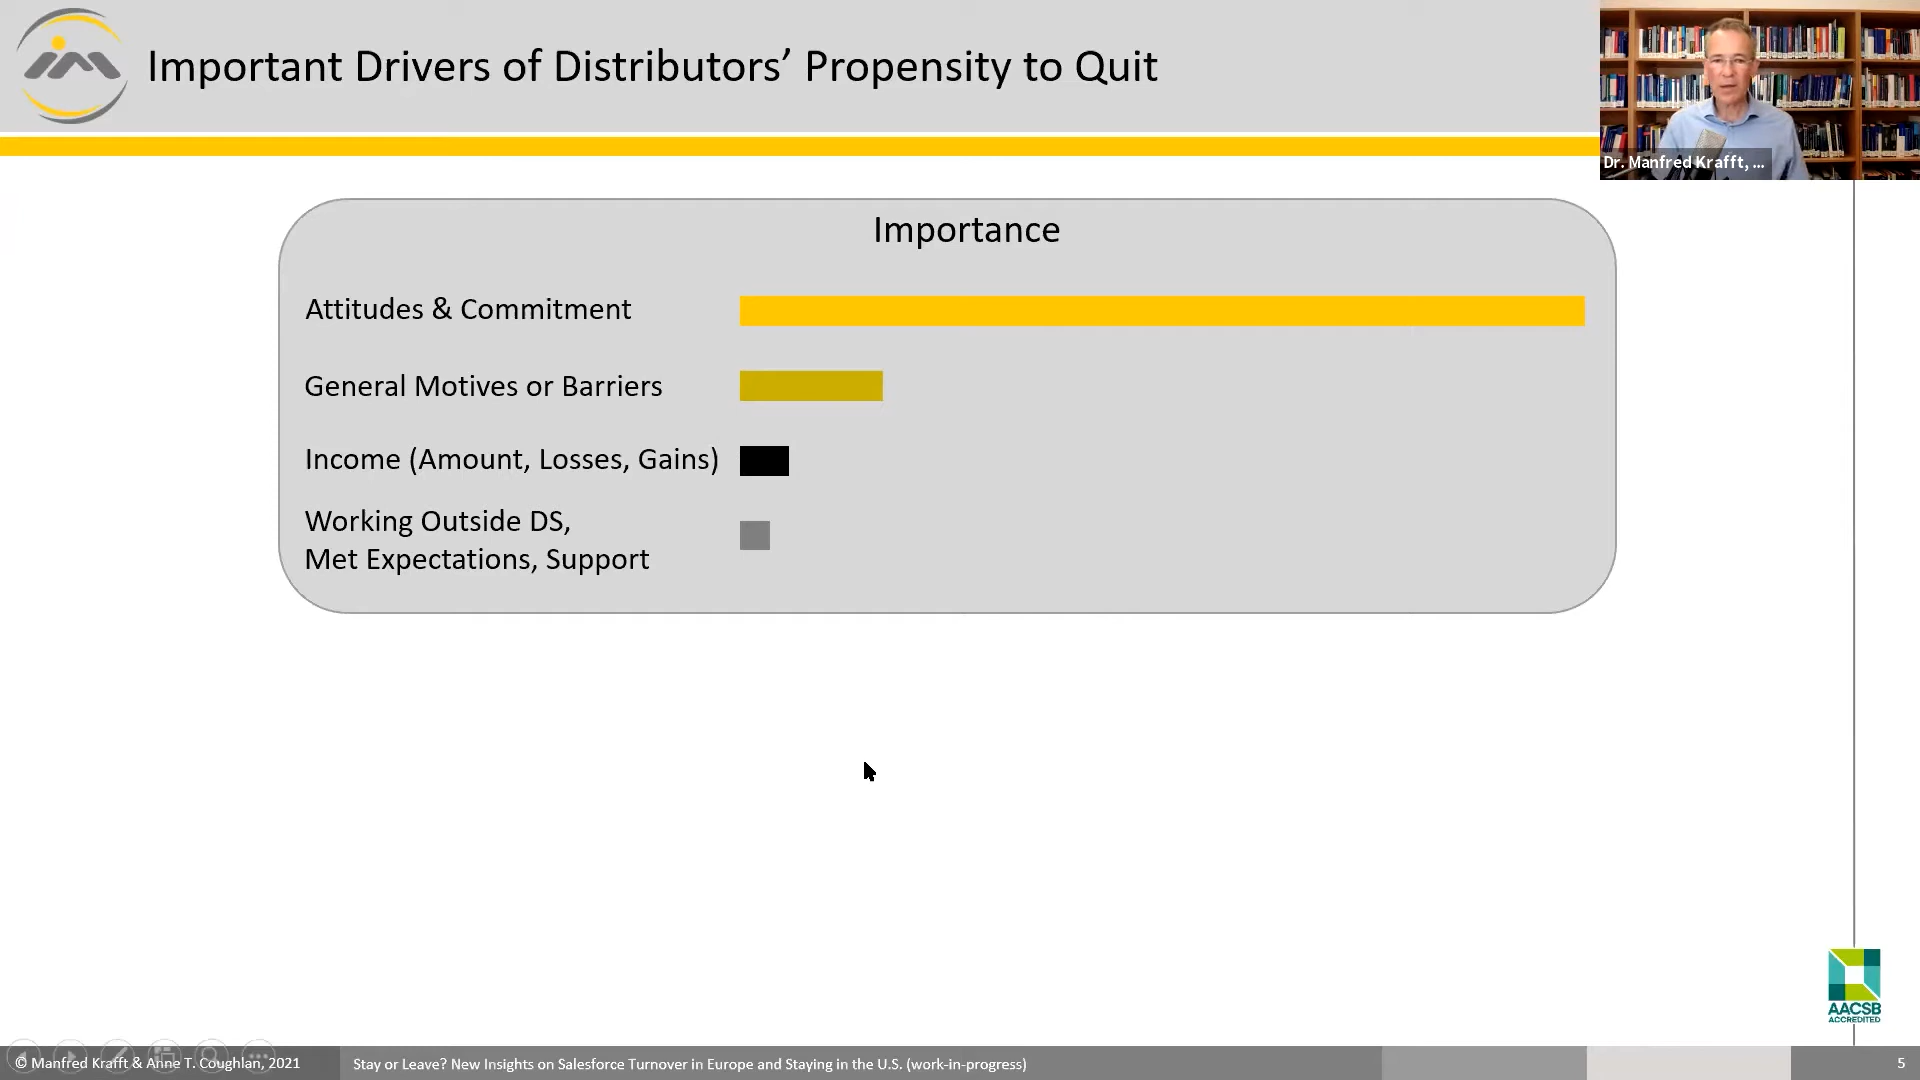 Important Drivers of Distributors’ Propensity to Quit
Dr. Manfred Krafft, ...
Importance
Attitudes & Commitment
General Motives or Barriers
Income (Amount, Losses, Gains)
Working Outside DS,
Met Expectations, Support
AACSB
ACCREDITED
© Manfred Krafft & Anne T. Coughlan, 2021
Stay or Leave? New Insights on Salesforce Turnover in Europe and Staying in the U.S. (work-in-progress)
5